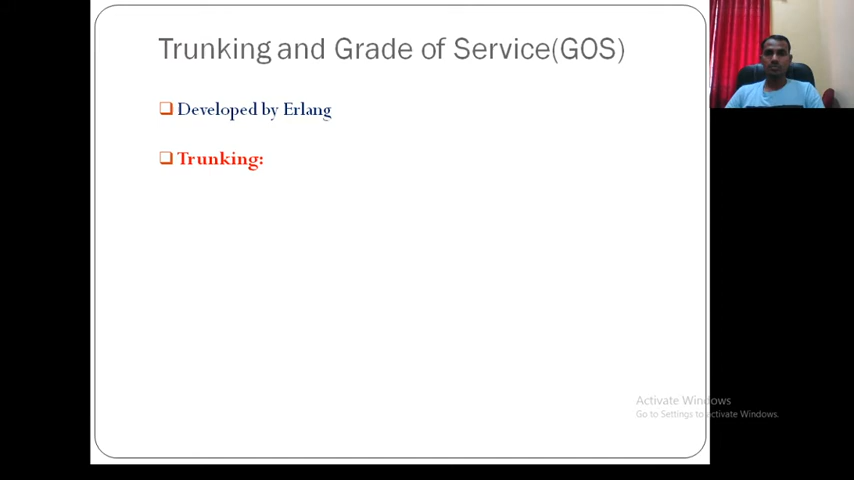 Trunking and Grade of Service(GOS)
Developed by Erlang
Trunking:
Activate Windows
Go to Settings to activate Windows.